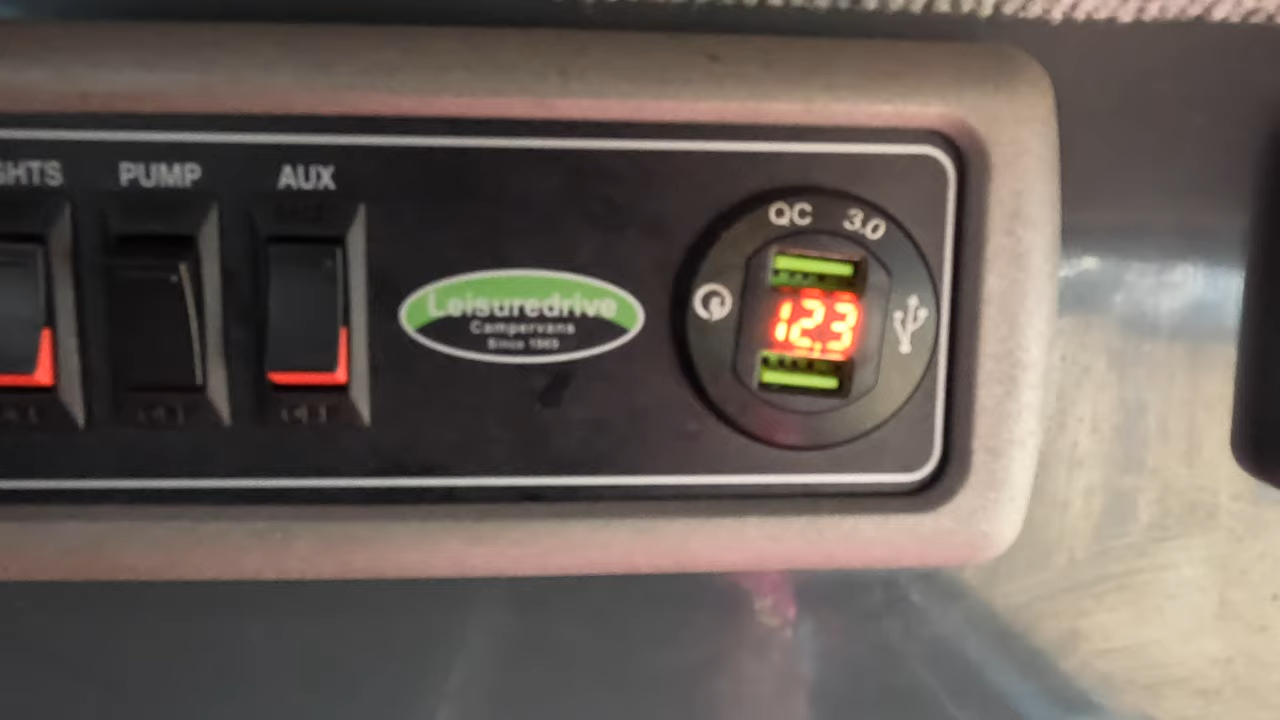 GHTS
PUMP
AUX
Leisuredrive
Campervans
QC 3.0
12.3